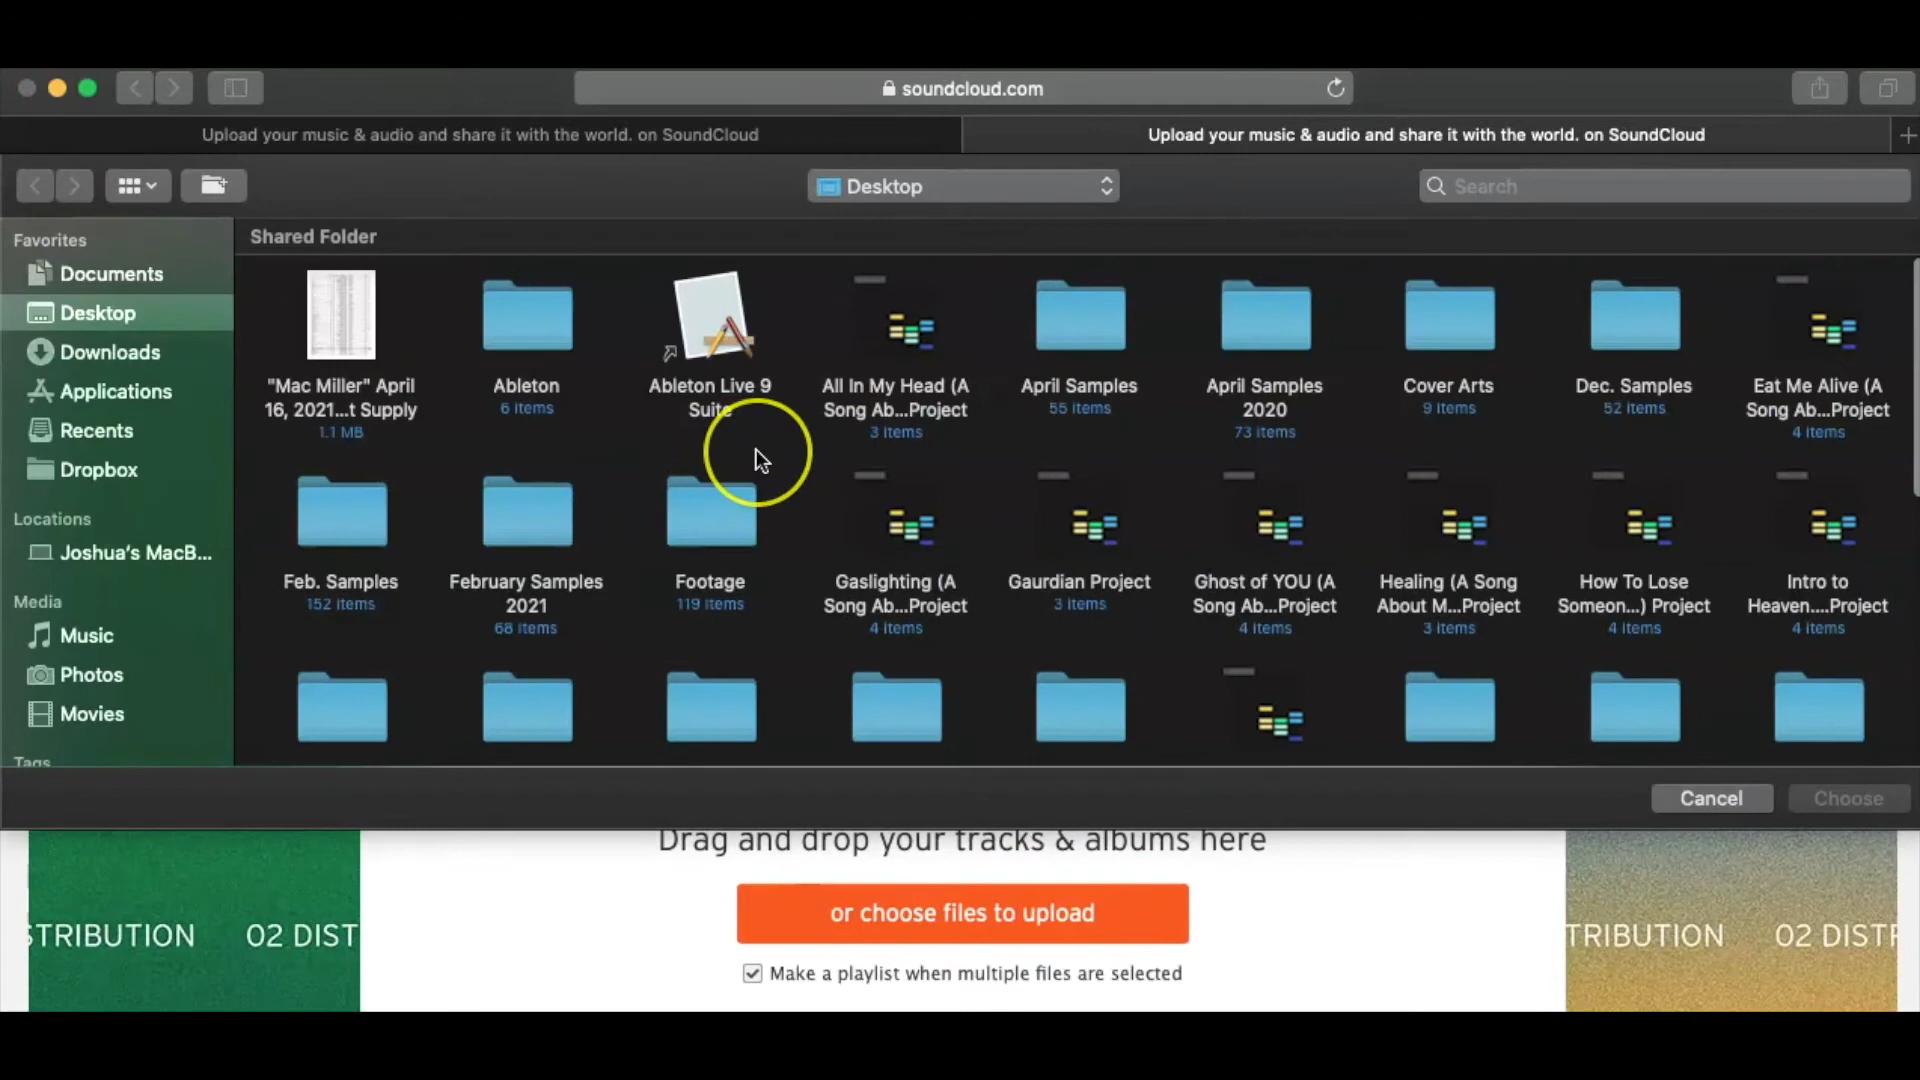 soundcloud.com
Upload your music & audio and share it with the world. on SoundCloud
Upload your music & audio and share it with the world. on SoundCloud
Desktop
Search
Favorites
Documents
Desktop
Downloads
Applications
Recents
Dropbox
Locations
Joshua's MacB...
Media
Music
Photos
Movies
Tags
Shared Folder
"Mac Miller" April
16, 2021...t Supply
1.1 MB
Ableton
6 items
Ableton Live 9
Suite
All In My Head (A
Song Ab...Project
3 items
April Samples
55 items
April Samples
2020
73 items
Cover Arts
9 items
Dec. Samples
52 items
Eat Me Alive (A
Song Ab...Project
4 items
Feb. Samples
152 items
February Samples
2021
68 items
Footage
119 items
Gaslighting (A
Song Ab...Project
4 items
Gaurdian Project
3 items
Ghost of YOU (A
Song Ab...Project
4 items
Healing (A Song
About M...Project
3 items
How To Lose
Someon...) Project
4 items
Intro to
Heaven....Project
4 items
Cancel
Choose
Drag and drop your tracks & albums here
or choose files to upload
Make a playlist when multiple files are selected
STRIBUTION 02 DIST
TRIBUTION 02 DISTR